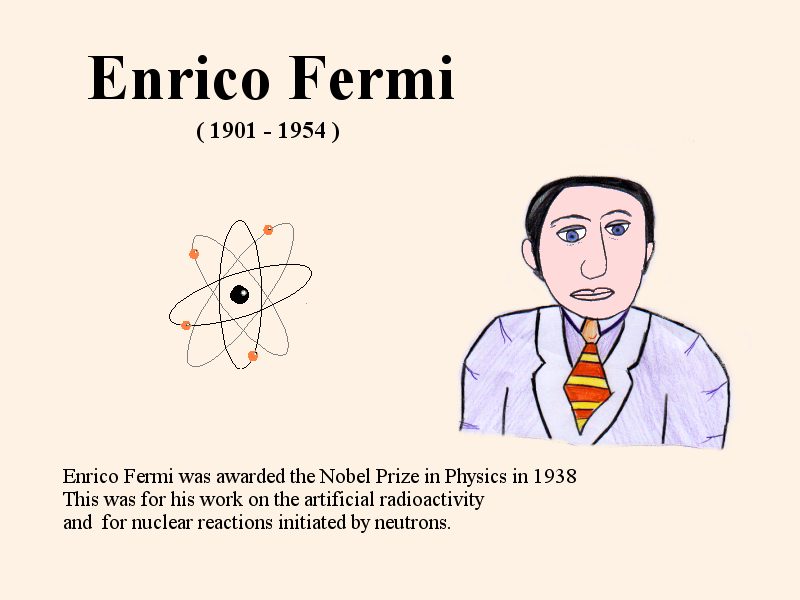 Enrico Fermi
( 1901 - 1954 )
Enrico Fermi was awarded the Nobel Prize in Physics in 1938
This was for his work on the artificial radioactivity
and  for nuclear reactions initiated by neutrons.